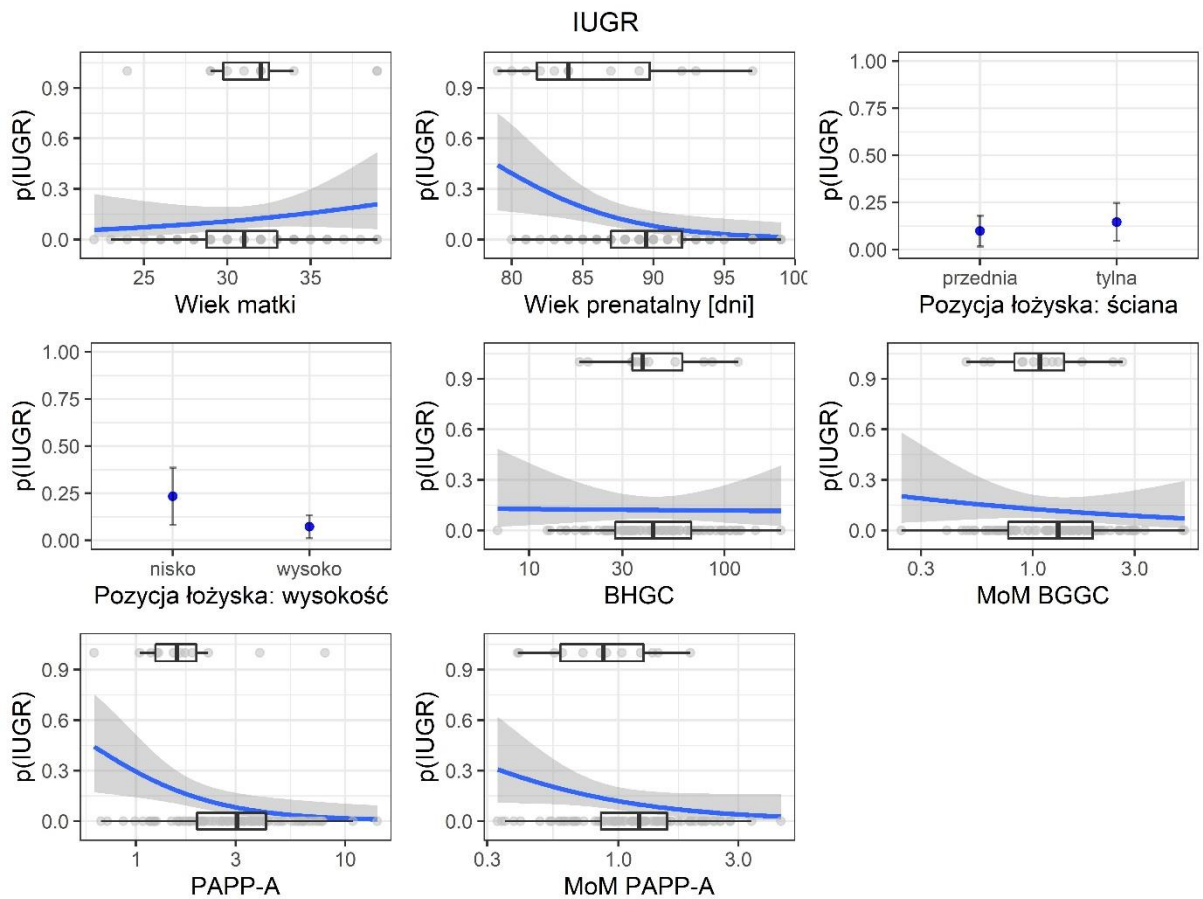 IUGR
p(IUGR)
0.9
0.6
0.3
0.0
25
30
35
Wiek matki
p(IUGR)
0.9
0.6
0.3
0.0
80
85
90
95
100
Wiek prenatalny [dni]
p(IUGR)
1.00
0.75
0.50
0.25
0.00
przednia
tylna
Pozycja łożyska: ściana
p(IUGR)
1.00
0.75
0.50
0.25
0.00
nisko
wysoko
Pozycja łożyska: wysokość
p(IUGR)
0.9
0.6
0.3
0.0
10
30
100
BHGC
p(IUGR)
0.9
0.6
0.3
0.0
0.3
1.0
3.0
MoM BGGC
p(IUGR)
0.9
0.6
0.3
0.0
1
3
10
PAPP-A
p(IUGR)
0.9
0.6
0.3
0.0
0.3
1.0
3.0
MoM PAPP-A